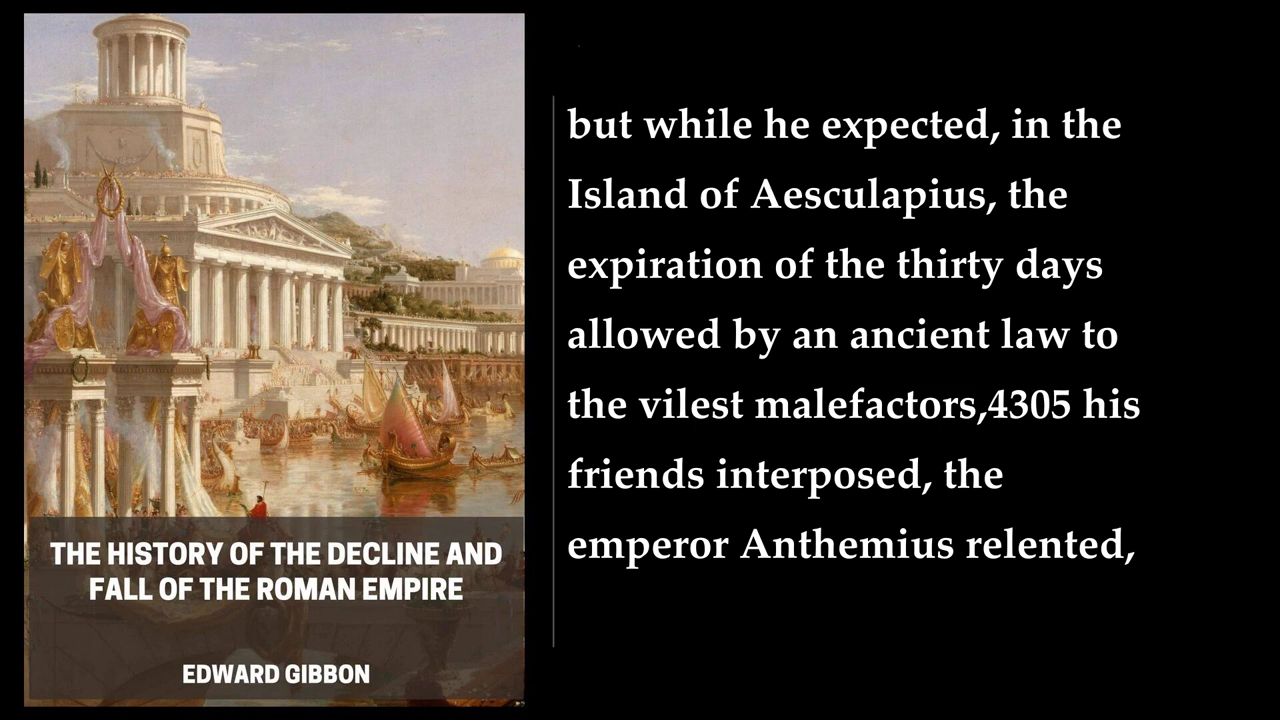 THE HISTORY OF THE DECLINE AND
FALL OF THE ROMAN EMPIRE
EDWARD GIBBON
but while he expected, in the
Island of Aesculapius, the
expiration of the thirty days
allowed by an ancient law to
the vilest malefactors,4305 his
friends interposed, the
emperor Anthemius relented,